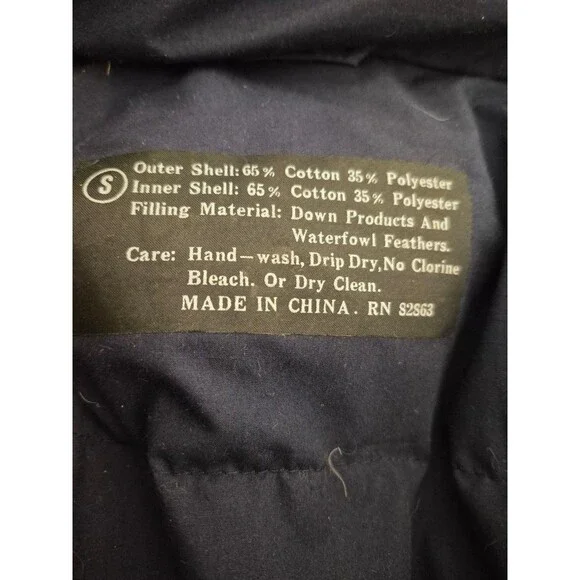 S
Outer Shell: 65% Cotton 35% Polyester
Inner Shell: 65% Cotton 35% Polyester
Filling Material: Down Products And
Waterfowl Feathers.
Care: Hand-wash, Drip Dry, No Clorine
Bleach. Or Dry Clean.
MADE IN CHINA. RN